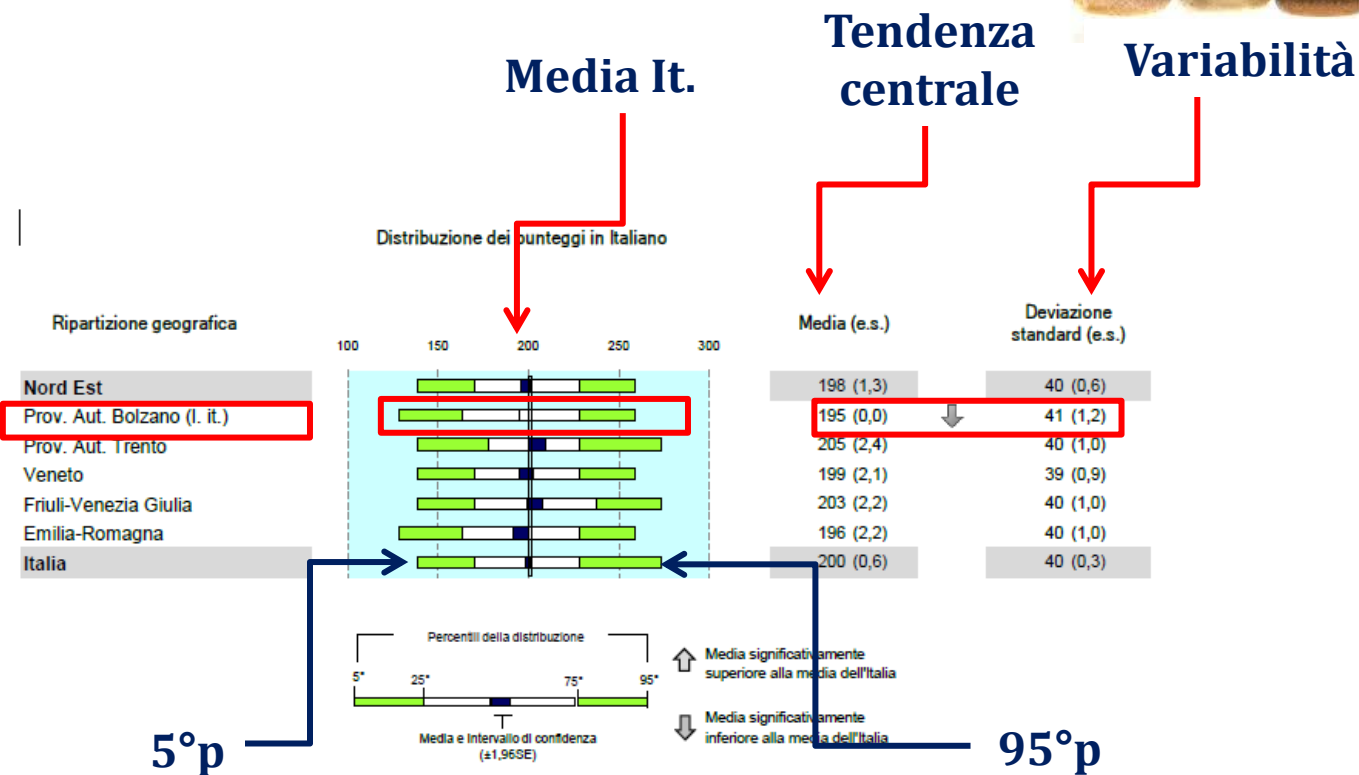 Tendenza
centrale
Variabilità
Media It.
Distribuzione dei punteggi in Italiano
Ripartizione geografica
Media (e.s.)
Deviazione
standard (e.s.)
100 150 200 250 300
Nord Est 198 (1,3) 40 (0,6)
Prov. Aut. Bolzano (l. it.) 195 (0,0) 41 (1,2)
Prov. Aut. Trento 205 (2,4) 40 (1,0)
Veneto 199 (2,1) 39 (0,9)
Friuli-Venezia Giulia 203 (2,2) 40 (1,0)
Emilia-Romagna 196 (2,2) 40 (1,0)
Italia 200 (0,6) 40 (0,3)
Percentili della distribuzione
5° 25° 75° 95°
Media e Intervallo di confidenza
(±1,96SE)
Media significativamente
superiore alla media dell'Italia
Media significativamente
inferiore alla media dell'Italia
5°p
95°p